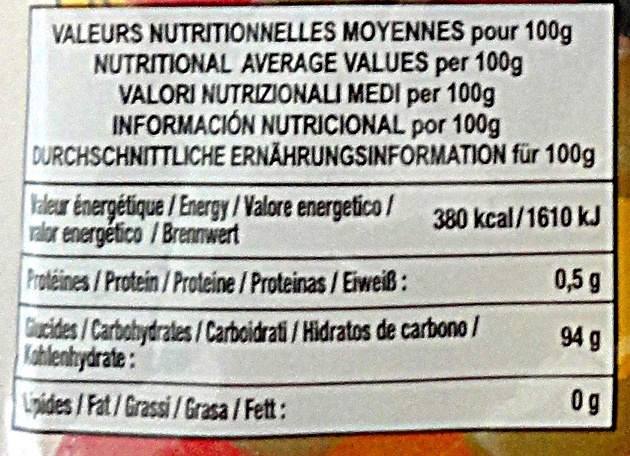 VALEURS NUTRITIONNELLES MOYENNES pour 100g
NUTRITIONAL AVERAGE VALUES per 100g
VALORI NUTRIZIONALI MEDI per 100g
INFORMACIÓN NUTRICIONAL por 100g
DURCHSCHNITTLICHE ERNÄHRUNGSINFORMATION für 100g
Valeur énergétique / Energy / Valore energetico / 380 kcal/1610 kJ
valor energético / Brennwert
Protéines / Protein / Proteine / Proteinas / Eiweiß : 0,5 g
Glucides / Carbohydrates / Carboidrati / Hidratos de carbono / 94 g
Kohlenhydrate :
Lipides / Fat / Grassi / Grasa / Fett : 0 g